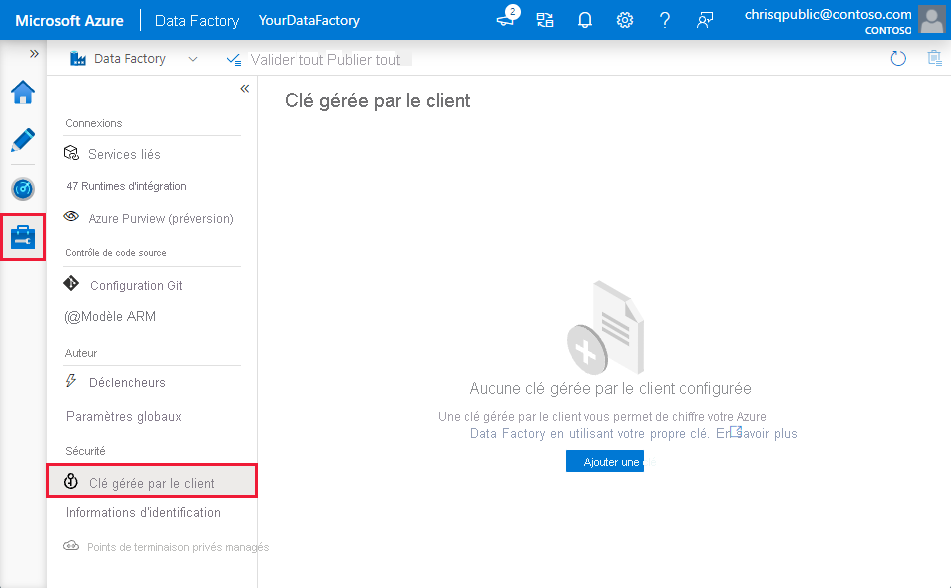 Microsoft Azure
Data Factory
YourDataFactory
2
chrisqpublic@contoso.com
CONTOSO
Data Factory
Valider tout Publier tout
Connexions
Services liés
47 Runtimes d'intégration
Azure Purview (préversion)
Contrôle de code source
Configuration Git
(@Modèle ARM
Auteur
Déclencheurs
Paramètres globaux
Sécurité
Clé gérée par le client
Informations d'identification
Points de terminaison privés managés
Clé gérée par le client
Aucune clé gérée par le client configurée
Une clé gérée par le client vous permet de chiffre votre Azure
Data Factory en utilisant votre propre clé. En savoir plus
Ajouter une